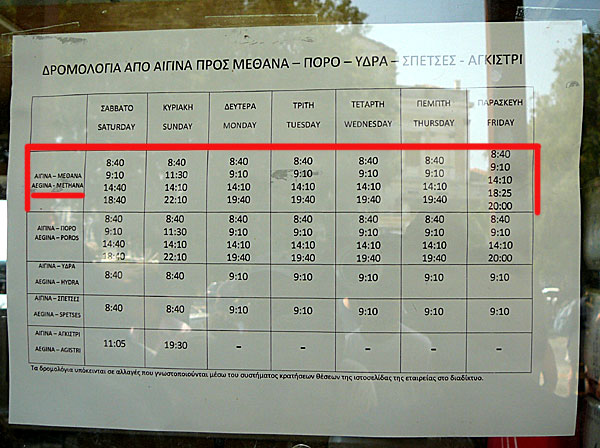 ΔΡΟΜΟΛΟΓΙΑ ΑΠΟ ΑΙΓΙΝΑ ΠΡΟΣ ΜΕΘΑΝΑ – ΠΟΡΟ – ΥΔΡΑ – ΣΠΕΤΣΕΣ - ΑΓΚΙΣΤΡΙ
ΣΑΒΒΑΤΟ ΚΥΡΙΑΚΗ ΔΕΥΤΕΡΑ ΤΡΙΤΗ ΤΕΤΑΡΤΗ ΠΕΜΠΤΗ ΠΑΡΑΣΚΕΥΗ
SATURDAY SUNDAY MONDAY TUESDAY WEDNESDAY THURSDAY FRIDAY
8:40 8:40 8:40 8:40 8:40 8:40 8:40
ΑΙΓΙΝΑ – ΜΕΘΑΝΑ 9:10 11:30 9:10 9:10 9:10 9:10 9:10
AEGINA - METHANA 14:40 14:10 14:10 14:10 14:10 14:10 14:10
18:40 22:10 19:40 19:40 19:40 19:40 18:25
20:00
8:40 8:40 8:40 8:40 8:40 8:40 8:40
ΑΙΓΙΝΑ – ΠΟΡΟ 9:10 11:30 9:10 9:10 9:10 9:10 9:10
AEGINA – POROS 14:40 14:10 14:10 14:10 14:10 14:10 14:10
18:40 22:10 19:40 19:40 19:40 19:40 20:00
ΑΙΓΙΝΑ – ΥΔΡΑ
AEGINA – HYDRA 8:40 8:40 9:10 9:10 9:10 9:10 9:10
ΑΙΓΙΝΑ – ΣΠΕΤΣΕΣ
AEGINA – SPETSES 8:40 8:40 9:10 9:10 9:10 9:10 9:10
ΑΙΓΙΝΑ – ΑΓΚΙΣΤΡΙ
AEGINA – AGISTRI 11:05 19:30 – – – – –
Τα δρομολόγια υπόκεινται σε αλλαγές που γνωστοποιούνται μέσω του συστήματος κρατήσεων θέσεων της ιστοσελίδας της εταιρείας στο διαδίκτυο.